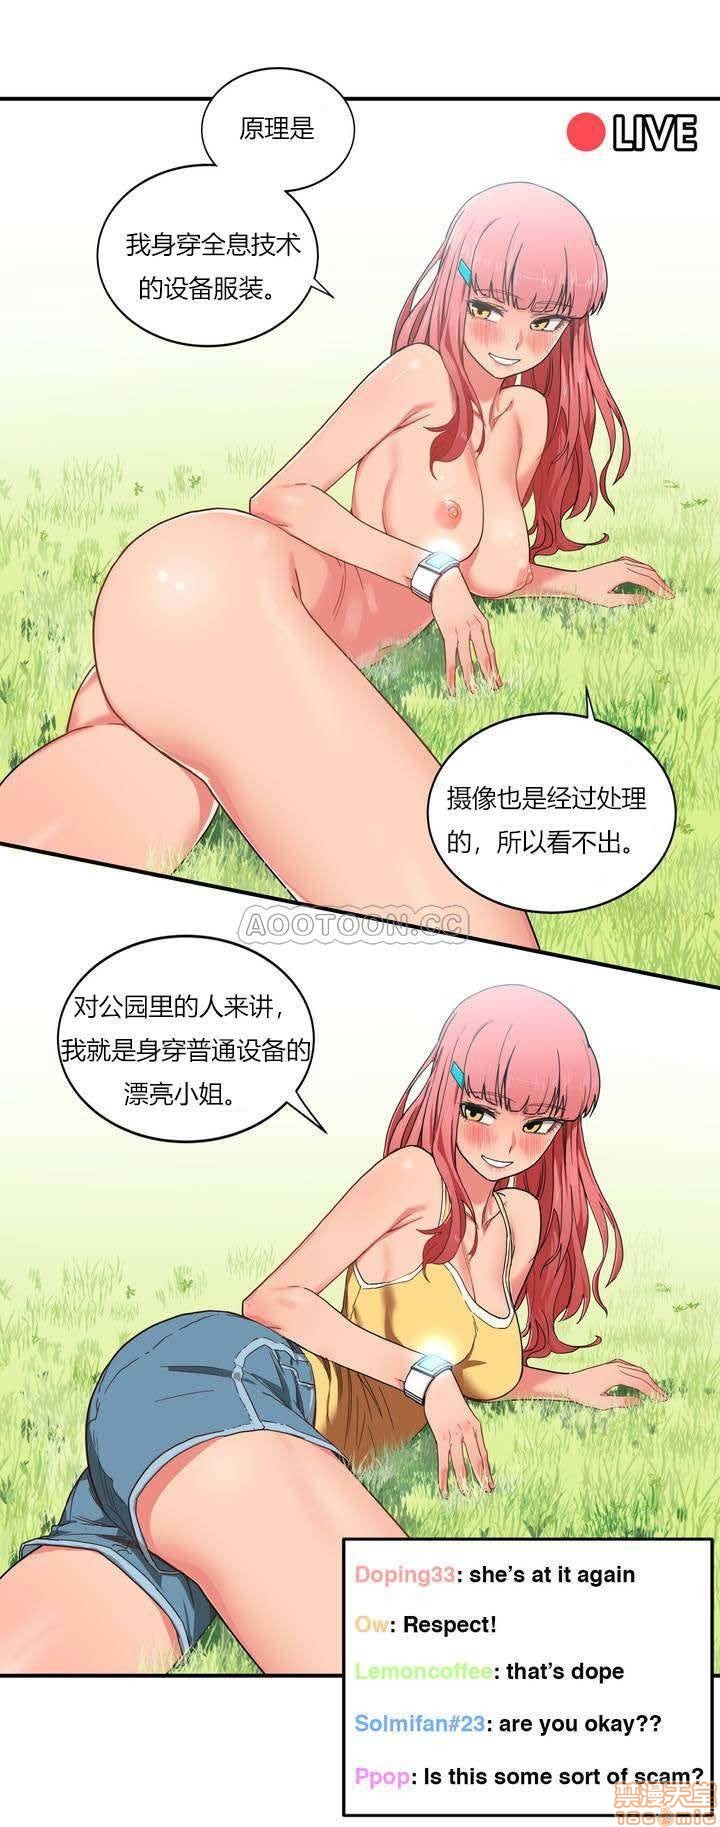 LIVE
原理是
我身穿全息技术
的设备服装。
摄像也是经过处理
的，所以看不出。
AOOTOON.CC
对公园里的人来讲，
我就是身穿普通设备的
漂亮小姐。
Doping33: she's at it again
Ow: Respect!
Lemoncoffee: that's dope
Solmifan#23: are you okay??
Ppop: Is this some sort of scam?
禁漫天堂